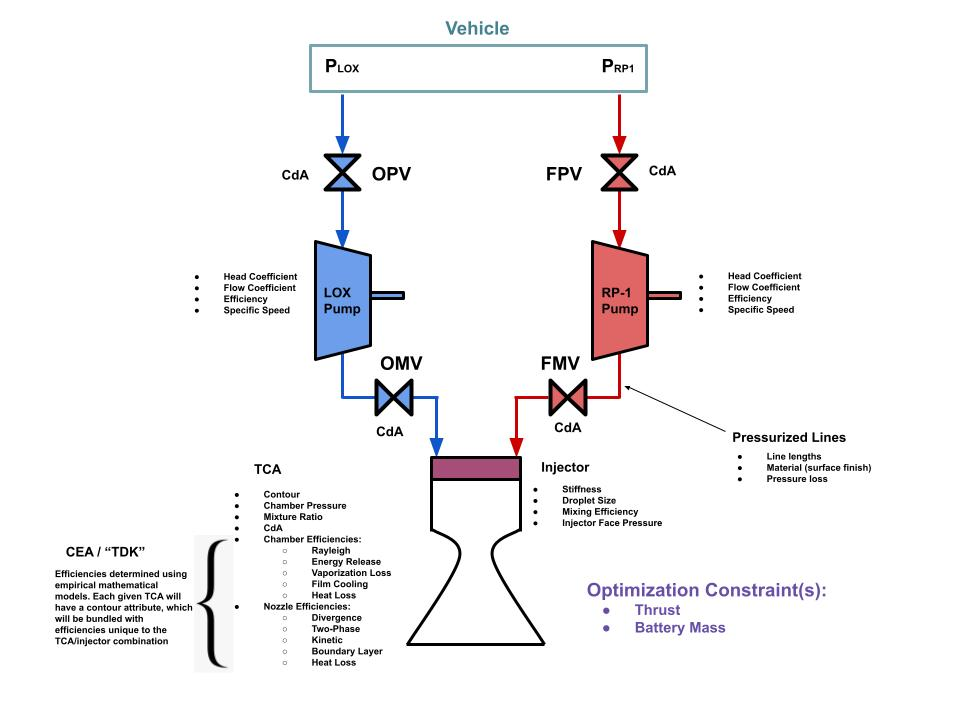 Vehicle
PLOX
PRP1
CdA
OPV
FPV
CdA
● Head Coefficient
● Flow Coefficient
● Efficiency
● Specific Speed
LOX
Pump
RP-1
Pump
● Head Coefficient
● Flow Coefficient
● Efficiency
● Specific Speed
OMV
FMV
CdA
CdA
Pressurized Lines
● Line lengths
● Material (surface finish)
● Pressure loss
TCA
● Contour
● Chamber Pressure
● Mixture Ratio
● CdA
● Chamber Efficiencies:
○ Rayleigh
○ Energy Release
○ Vaporization Loss
○ Film Cooling
○ Heat Loss
● Nozzle Efficiencies:
○ Divergence
○ Two-Phase
○ Kinetic
○ Boundary Layer
○ Heat Loss
Injector
● Stiffness
● Droplet Size
● Mixing Efficiency
● Injector Face Pressure
CEA / “TDK”
Efficiencies determined using
empirical mathematical
models. Each given TCA will
have a contour attribute, which
will be bundled with
efficiencies unique to the
TCA/injector combination
Optimization Constraint(s):
● Thrust
● Battery Mass